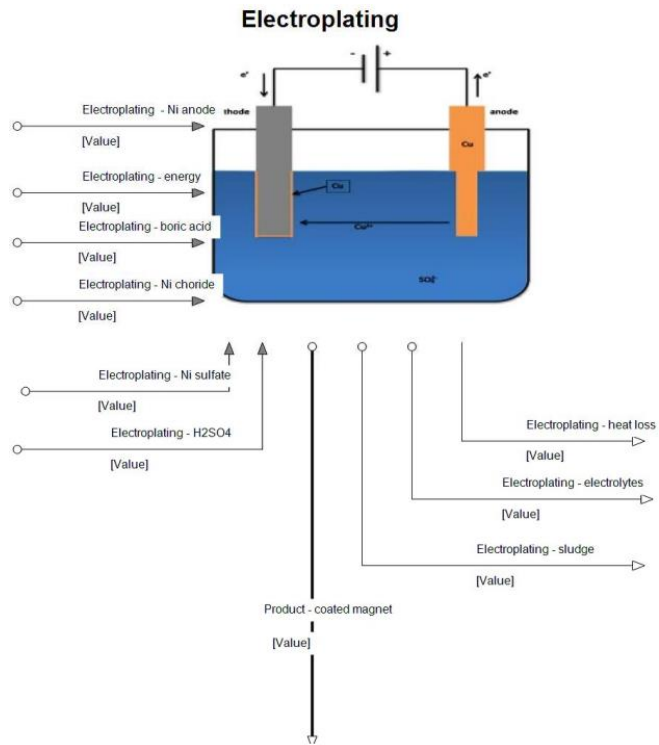 Electroplating
- +
e- e-
thode anode
Electroplating - Ni anode
[Value]
Cu
Electroplating - energy
[Value]
Cu
Electroplating - boric acid
[Value]
Cu²⁺
Electroplating - Ni choride
[Value]
SO₄²⁻
Electroplating - Ni sulfate
[Value]
Electroplating - H2SO4
[Value]
Electroplating - heat loss
[Value]
Electroplating - electrolytes
[Value]
Electroplating - sludge
[Value]
Product - coated magnet
[Value]